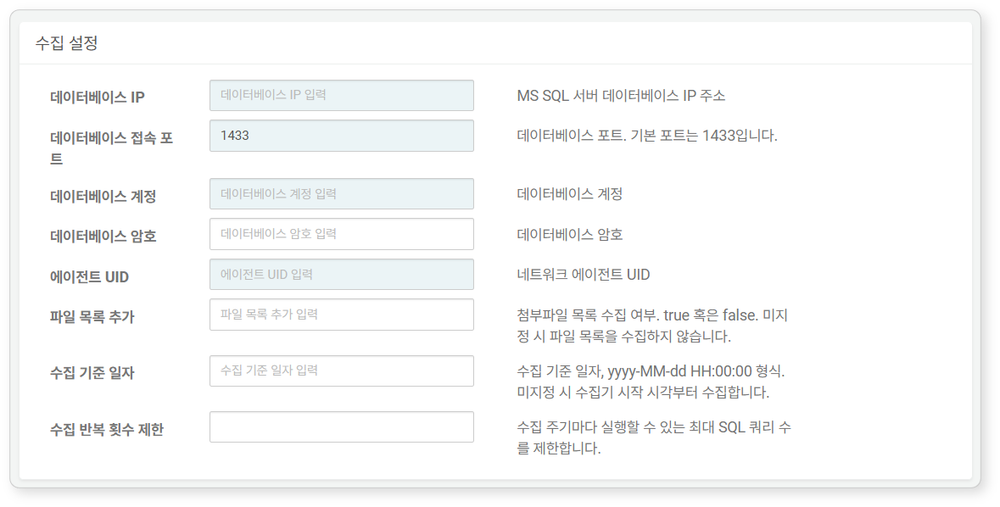 수집 설정
데이터베이스 IP 데이터베이스 IP 입력 MS SQL 서버 데이터베이스 IP 주소
데이터베이스 접속 포 1433 데이터베이스 포트. 기본 포트는 1433입니다.
트
데이터베이스 계정 데이터베이스 계정 입력 데이터베이스 계정
데이터베이스 암호 데이터베이스 암호 입력 데이터베이스 암호
에이전트 UID 에이전트 UID 입력 네트워크 에이전트 UID
파일 목록 추가 파일 목록 추가 입력 첨부파일 목록 수집 여부. true 혹은 false. 미지
정 시 파일 목록을 수집하지 않습니다.
수집 기준 일자 수집 기준 일자 입력 수집 기준 일자, yyyy-MM-dd HH:00:00 형식.
미지정 시 수집기 시작 시각부터 수집합니다.
수집 반복 횟수 제한 수집 주기마다 실행할 수 있는 최대 SQL 쿼리 수
를 제한합니다.